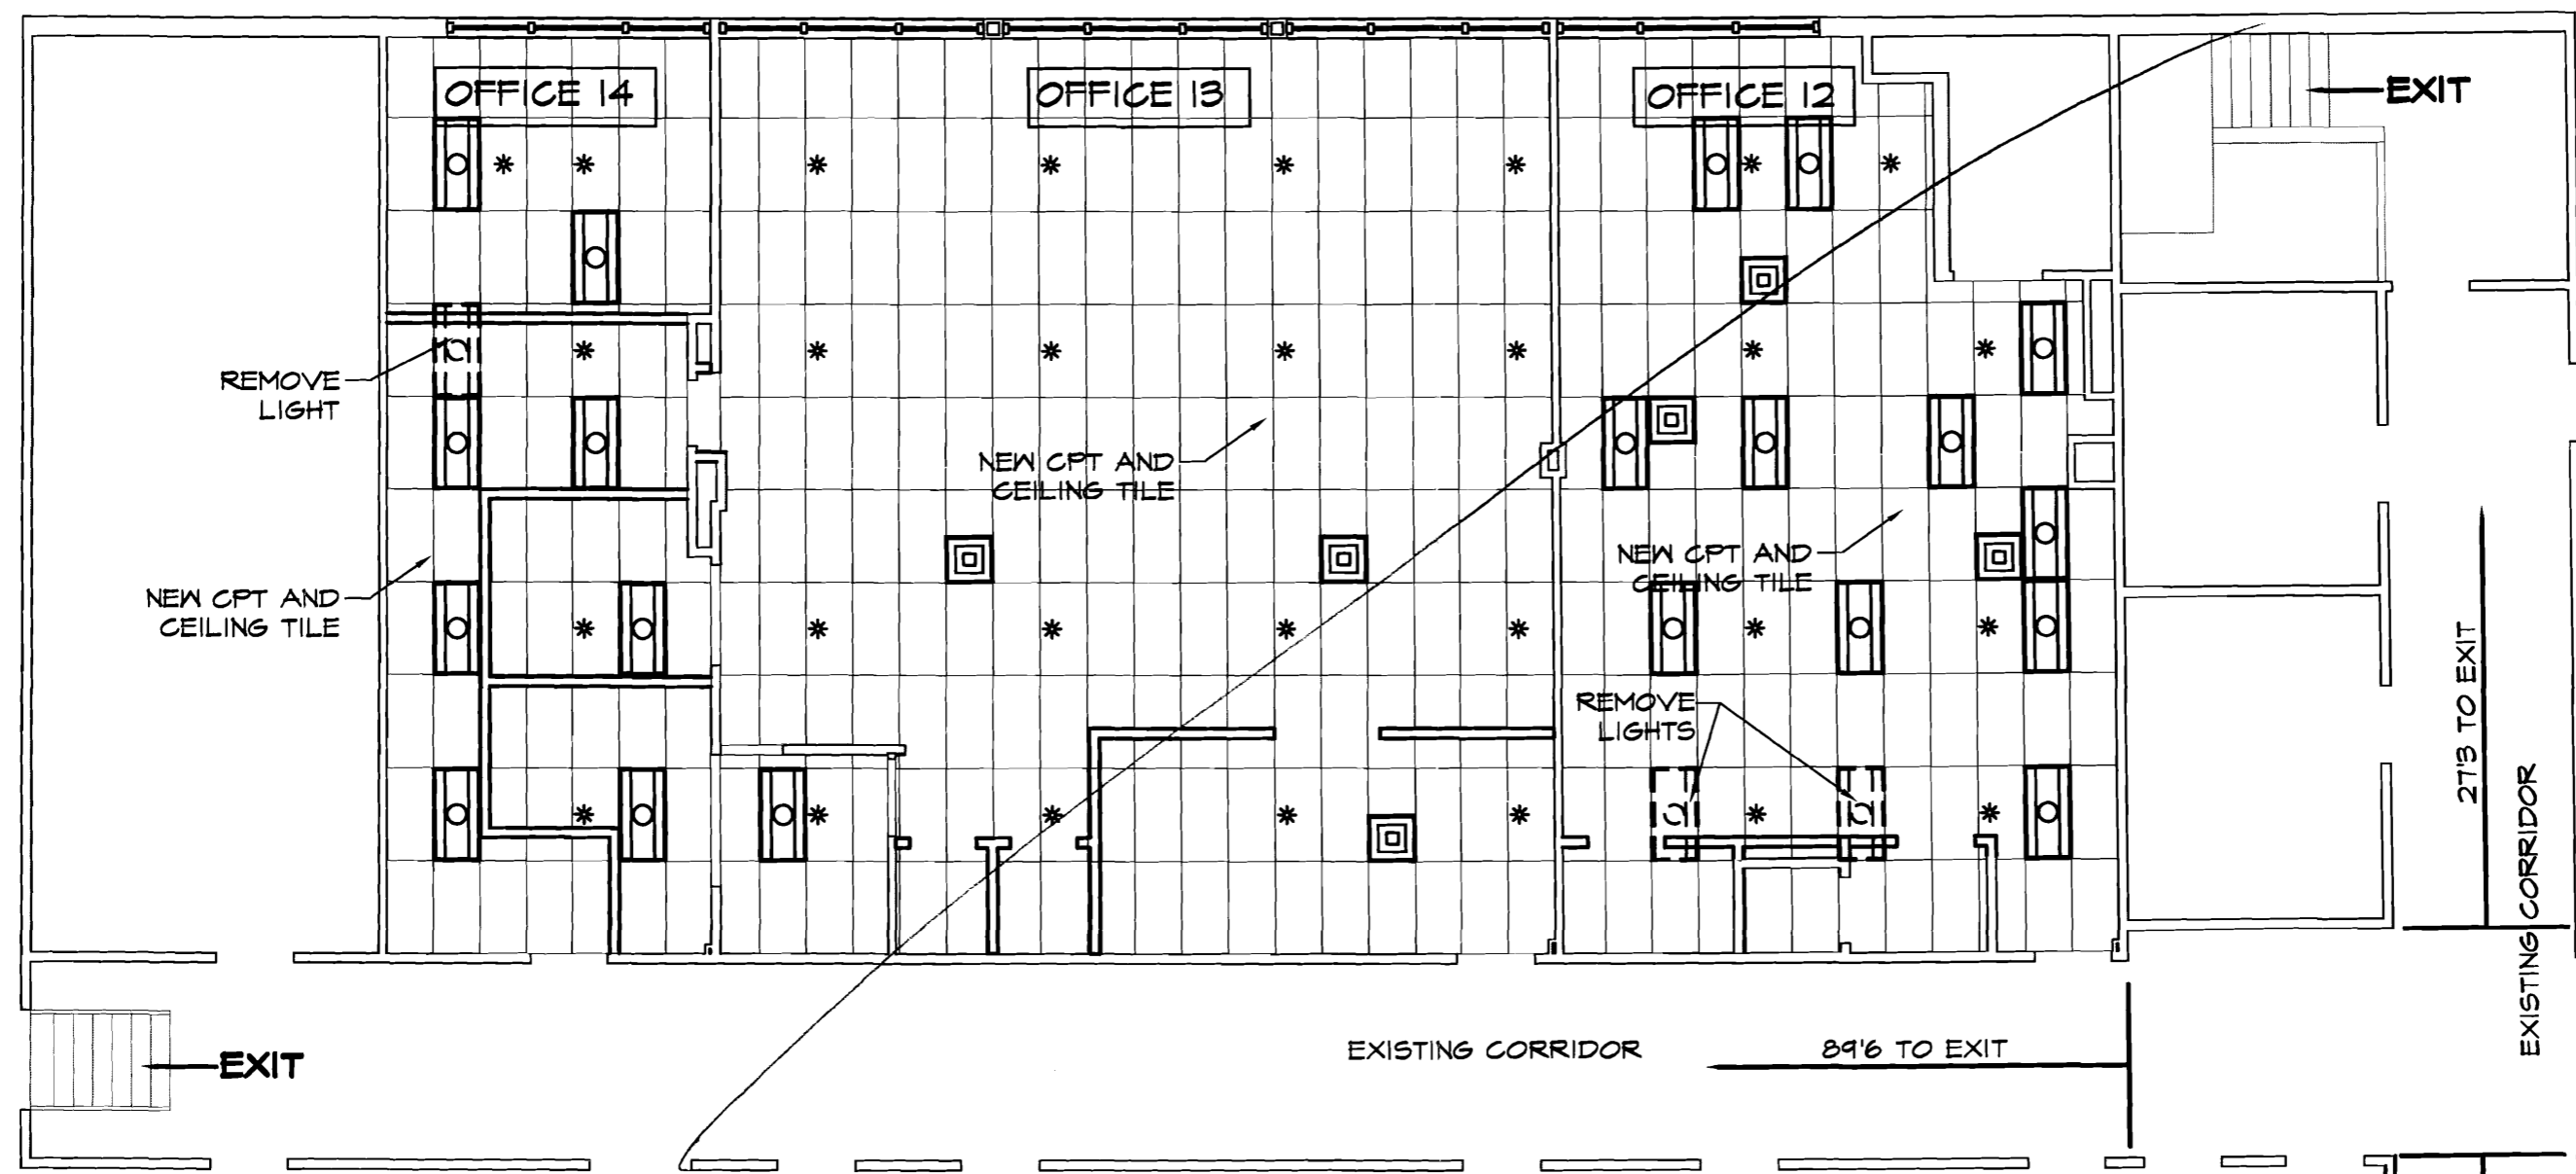 OFFICE 14
OFFICE 13
OFFICE 12
EXIT
REMOVE
LIGHT
NEW CPT AND
CEILING TILE
NEW CPT AND
CEILING TILE
NEW CPT AND
CEILING TILE
REMOVE
LIGHTS
27'3 TO EXIT
EXISTING CORRIDOR
EXISTING CORRIDOR
89'6 TO EXIT
EXIT